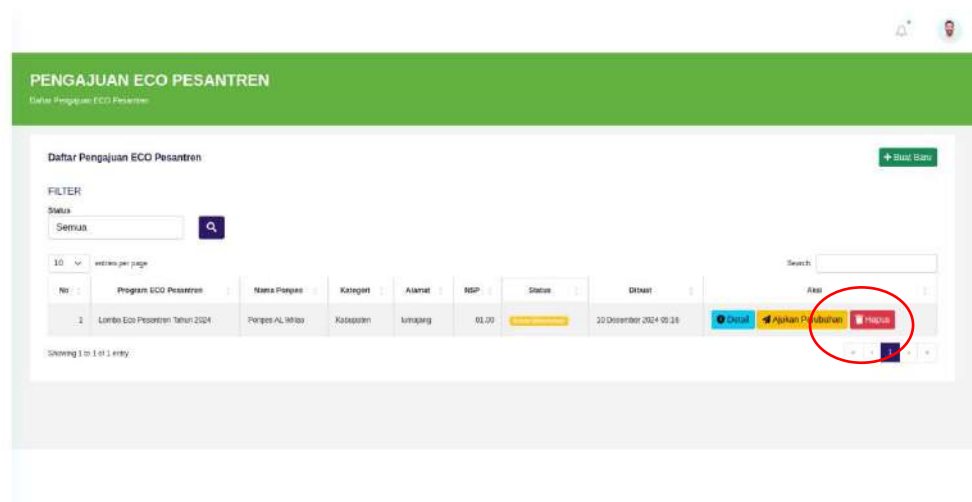 PENGAJUAN ECO PESANTREN
Daftar Pengajuan ECO Pesantren
Daftar Pengajuan ECO Pesantren
+ Buat Baru
FILTER
Status
Semua
10 entries per page
Search
No Program ECO Pesantren Nama Ponpes Kategori Alamat NSP Status Dibuat Aksi
1 Lomba Eco Pesantren Tahun 2024 Ponpes AL Kabupaten lumajang 01.00 10 Desember 2024 05:16 Detail Ajukan Perubahan Hapus
Showing 1 to 1 of 1 entry
« ‹ 1 › »